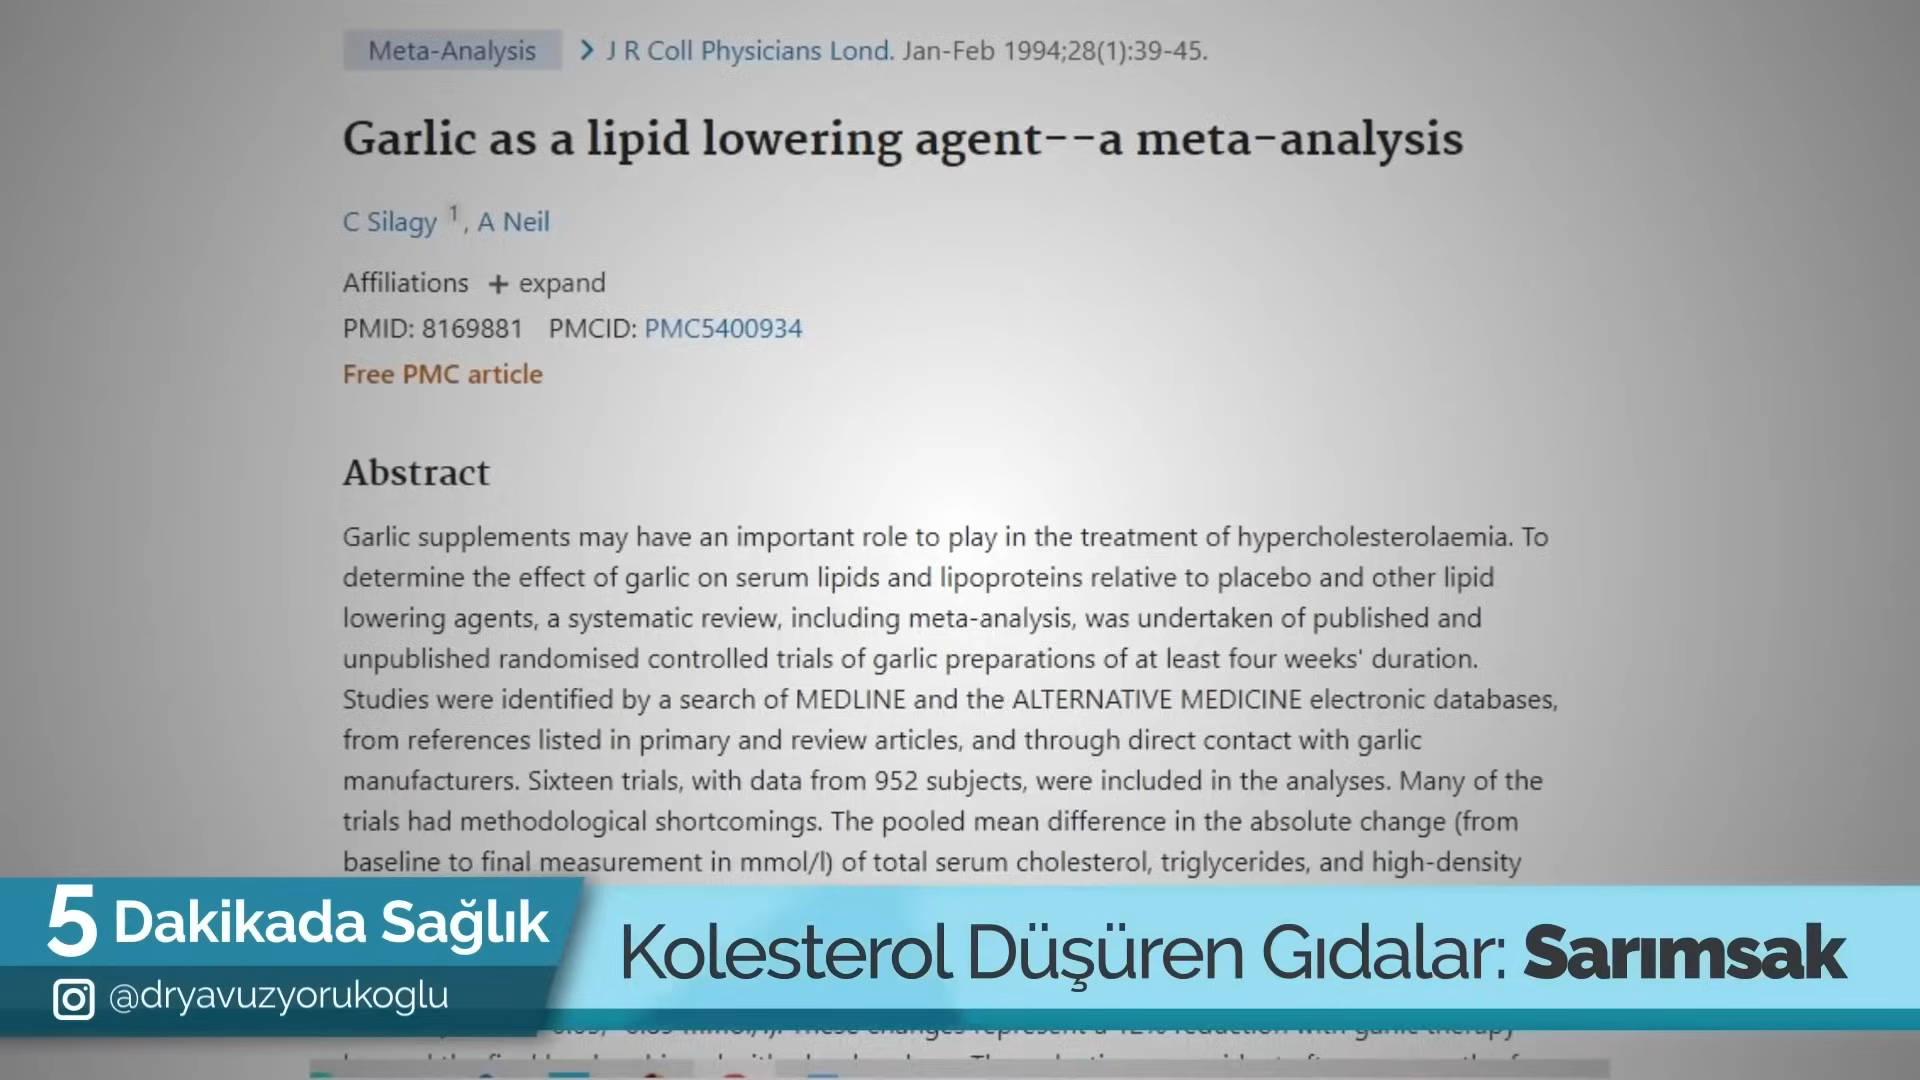 Meta-Analysis > J R Coll Physicians Lond. Jan-Feb 1994;28(1):39-45.
Garlic as a lipid lowering agent--a meta-analysis
C Silagy 1, A Neil
Affiliations + expand
PMID: 8169881 PMCID: PMC5400934
Free PMC article
Abstract
Garlic supplements may have an important role to play in the treatment of hypercholesterolaemia. To
determine the effect of garlic on serum lipids and lipoproteins relative to placebo and other lipid
lowering agents, a systematic review, including meta-analysis, was undertaken of published and
unpublished randomised controlled trials of garlic preparations of at least four weeks' duration.
Studies were identified by a search of MEDLINE and the ALTERNATIVE MEDICINE electronic databases,
from references listed in primary and review articles, and through direct contact with garlic
manufacturers. Sixteen trials, with data from 952 subjects, were included in the analyses. Many of the
trials had methodological shortcomings. The pooled mean difference in the absolute change (from
baseline to final measurement in mmol/l) of total serum cholesterol, triglycerides, and high-density
5 Dakikada Sağlık
@dryavuzyorukoglu
Kolesterol Düşüren Gıdalar: Sarımsak